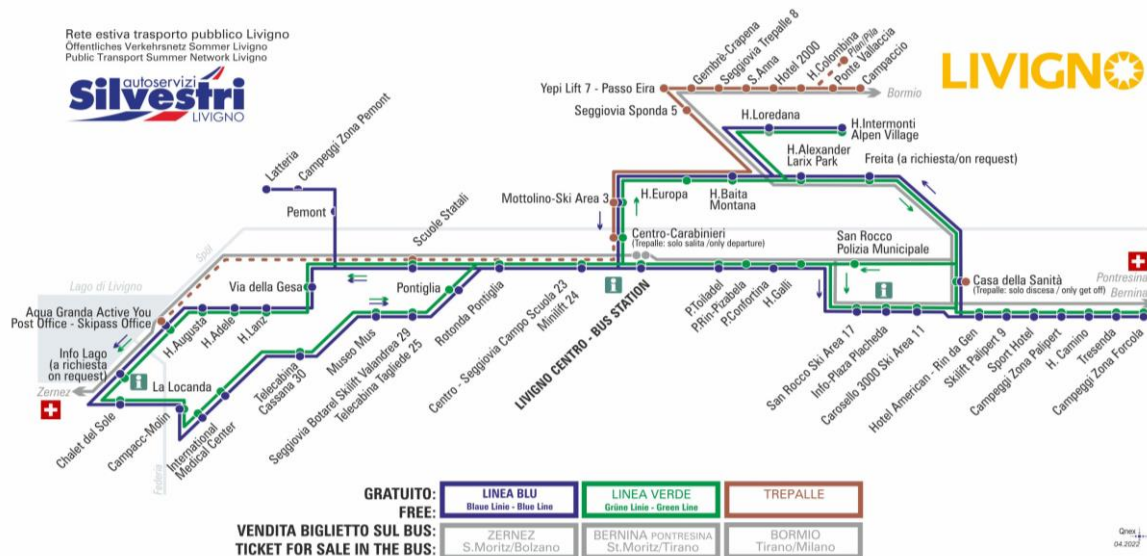 Rete estiva trasporto pubblico Livigno
Öffentliches Verkehrsnetz Sommer Livigno
Public Transport Summer Network Livigno
autoservizi
Silvestri
LIVIGNO
LIVIGNO
Gembrè-Crapena
Seggiovia Trepalle 8
S.Anna
Hotel 2000
H.Colombina
Plan/Pila
Ponte Vallaccia
Campaccio
Yepi Lift 7 - Passo Eira
Bormio
Seggiovia Sponda 5
H.Loredana
H.Intermonti
Alpen Village
H.Alexander
Larix Park
Freita (a richiesta/on request)
Latteria
Campeggi Zona Pemont
Pemont
Mottolino-Ski Area 3
H.Europa
H.Baita
Montana
Scuole Statali
Centro-Carabinieri
(Trepalle: solo salita /only departure)
San Rocco
Polizia Municipale
Spöl
Lago di Livigno
Via della Gesa
Pontiglia
Casa della Sanità
(Trepalle: solo discesa / only get off)
Pontresina
Bernina
Aqua Granda Active You
Post Office - Skipass Office
H.Augusta
H.Adele
H.Lanz
Info Lago
(a richiesta
on request)
La Locanda
Zernez
Chalet del Sole
Campacc-Molin
Federia
International
Medical Center
Telecabina
Cassana 30
Museo Mus
Seggiovia Botarel Skilift Valandrea 29
Telecabina Tagliede 25
Rotonda Pontiglia
Centro - Seggiovia Campo Scuola 23
Minilift 24
LIVIGNO CENTRO - BUS STATION
P.Toiladel
P.Rin-Pizabela
P.Confortina
H.Galli
San Rocco Ski Area 17
Info-Plaza Placheda
Carosello 3000 Ski Area 11
Hotel American - Rin da Gen
Skilift Palipert 9
Sport Hotel
Campeggi Zona Palipert
H. Camino
Tresenda
Campeggi Zona Forcola
GRATUITO:
FREE:
LINEA BLU
Blaue Linie - Blue Line
LINEA VERDE
Grüne Linie - Green Line
TREPALLE
VENDITA BIGLIETTO SUL BUS:
TICKET FOR SALE IN THE BUS:
ZERNEZ
S.Moritz/Bolzano
BERNINA PONTRESINA
St.Moritz/Tirano
BORMIO
Tirano/Milano
Qnex
04.2022